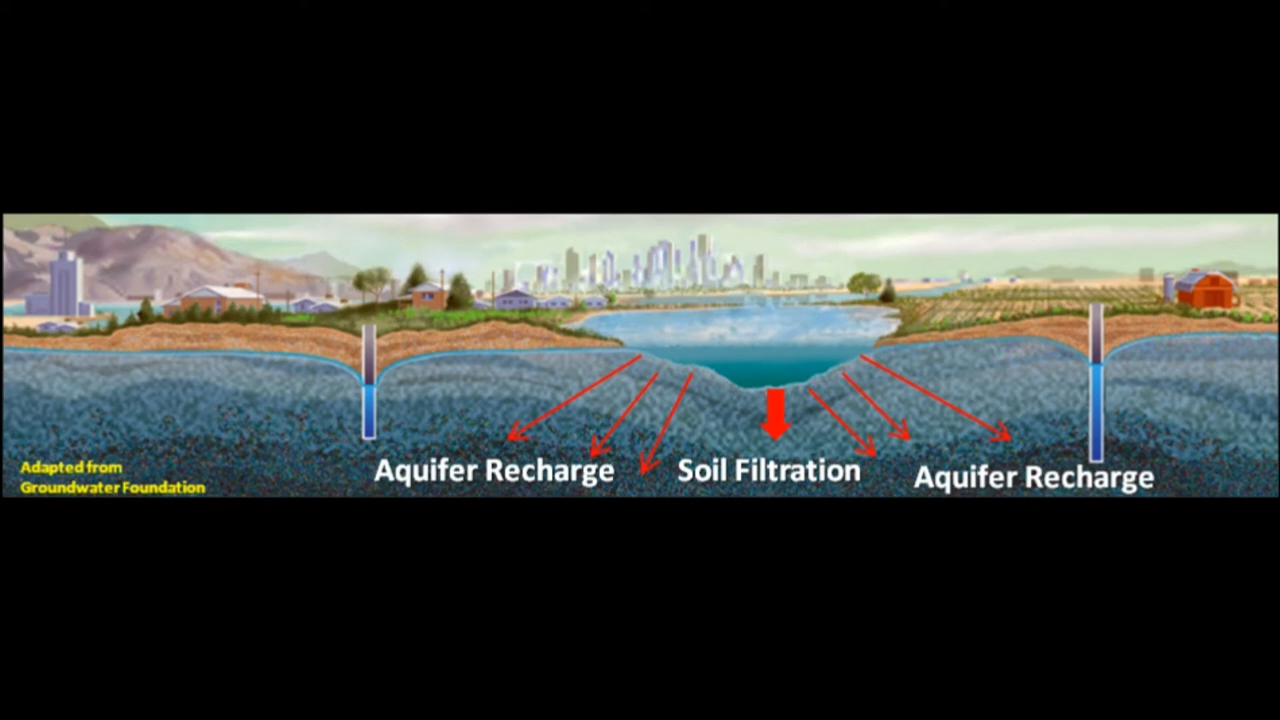 Aquifer Recharge
Soil Filtration
Aquifer Recharge
Adapted from
Groundwater Foundation